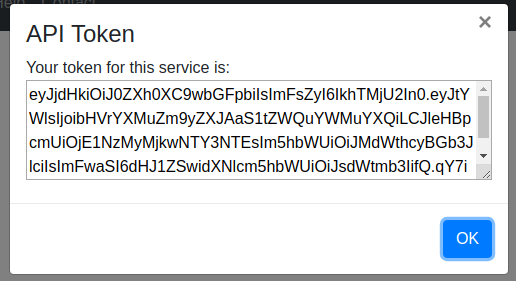 API Token
×
Your token for this service is:
eyJjdHkiOiJ0ZXh0XC9wbGFpbiIsImFsZyI6IkhTMjU2In0.eyJtY
WlsIjoibHVrYXMuZm9yZXJAaS1tZWQuYWMuYXQiLCJleHBp
cmUiOjE1NzMyMjkwNTY3NTEsIm5hbWUiOiJMdWthcyBGb3J
lciIsImFwaSI6dHJ1ZSwidXNlcm5hbWUiOiJsdWtmb3IifQ.qY7i
OK